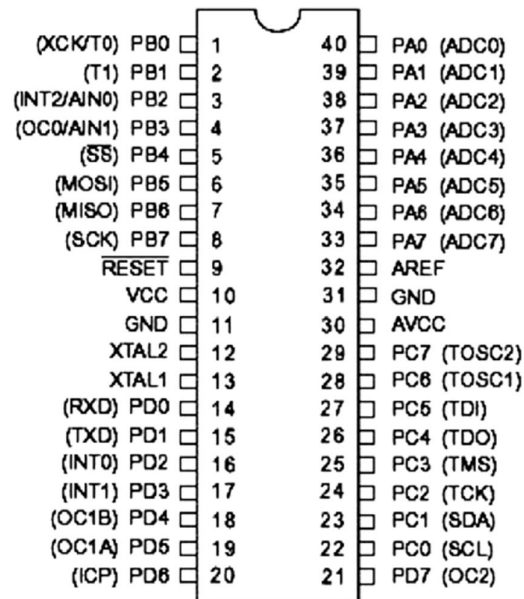 (XCK/T0) PB0 1 40 PA0 (ADC0)
(T1) PB1 2 39 PA1 (ADC1)
(INT2/AIN0) PB2 3 38 PA2 (ADC2)
(OC0/AIN1) PB3 4 37 PA3 (ADC3)
(SS) PB4 5 36 PA4 (ADC4)
(MOSI) PB5 6 35 PA5 (ADC5)
(MISO) PB6 7 34 PA6 (ADC6)
(SCK) PB7 8 33 PA7 (ADC7)
RESET 9 32 AREF
VCC 10 31 GND
GND 11 30 AVCC
XTAL2 12 29 PC7 (TOSC2)
XTAL1 13 28 PC6 (TOSC1)
(RXD) PD0 14 27 PC5 (TDI)
(TXD) PD1 15 26 PC4 (TDO)
(INT0) PD2 16 25 PC3 (TMS)
(INT1) PD3 17 24 PC2 (TCK)
(OC1B) PD4 18 23 PC1 (SDA)
(OC1A) PD5 19 22 PC0 (SCL)
(ICP) PD6 20 21 PD7 (OC2)